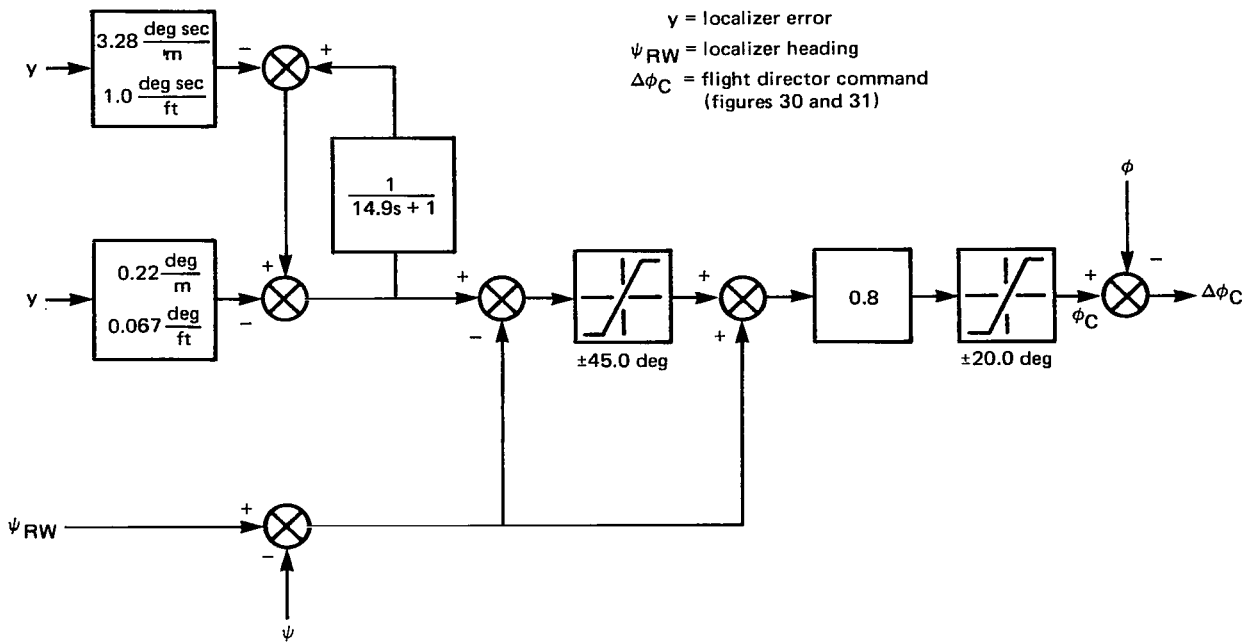 y = localizer error
ψRW = localizer heading
ΔφC = flight director command
(figures 30 and 31)
y
3.28 deg sec/m
1.0 deg sec/ft
−
+
1/14.9s + 1
y
0.22 deg/m
0.067 deg/ft
+
−
+
−
±45.0 deg
+
+
0.8
±20.0 deg
φ
+
φC
−
ΔφC
ψRW
+
−
ψ